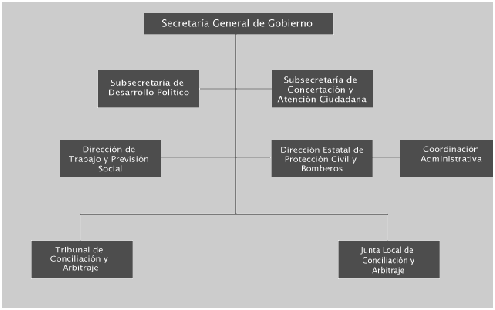 Secretaría General de Gobierno
Subsecretaria de
Desarrollo Político
Subsecretaría de
Concertación y
Atención Ciudadana
Dirección de
Trabajo y Previsión
Social
Dirección Estatal de
Protección Civil y
Bomberos
Coordinación
Administrativa
Tribunal de
Conciliación y
Arbitraje
Junta Local de
Conciliación y
Arbitraje